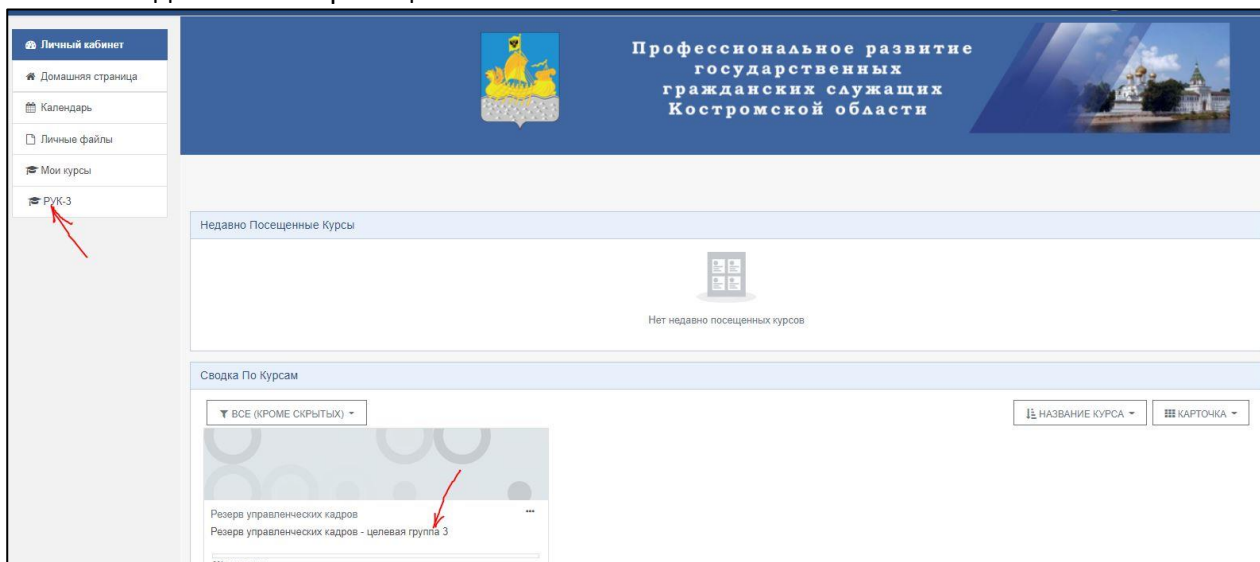 Личный кабинет
Домашняя страница
Календарь
Личные файлы
Мои курсы
РУК-3
Профессиональное развитие
государственных
гражданских служащих
Костромской области
Недавно Посещенные Курсы
Нет недавно посещенных курсов
Сводка По Курсам
ВСЕ (КРОМЕ СКРЫТЫХ)
НАЗВАНИЕ КУРСА
КАРТОЧКА
Резерв управленческих кадров
Резерв управленческих кадров - целевая группа 3